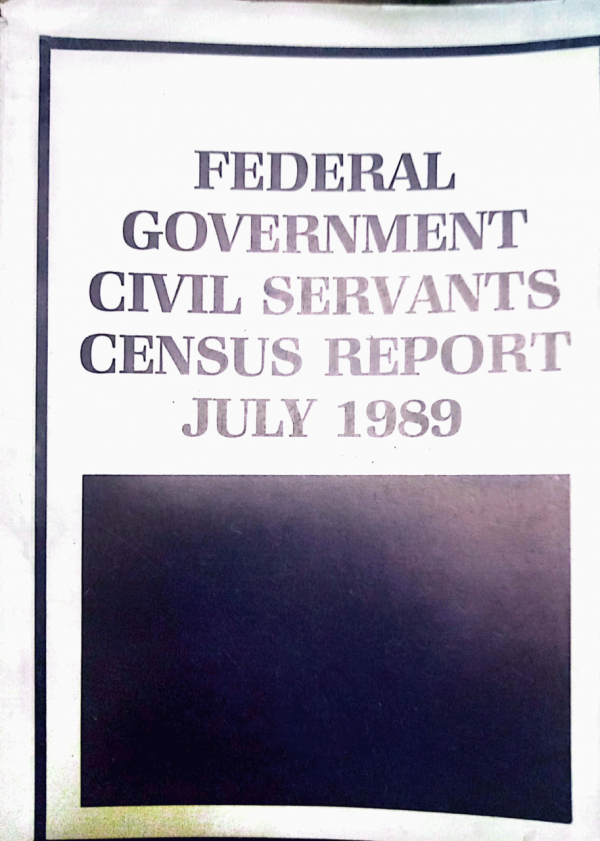 FEDERAL
GOVERNMENT
CIVIL SERVANTS
CENSUS REPORT
JULY 1989